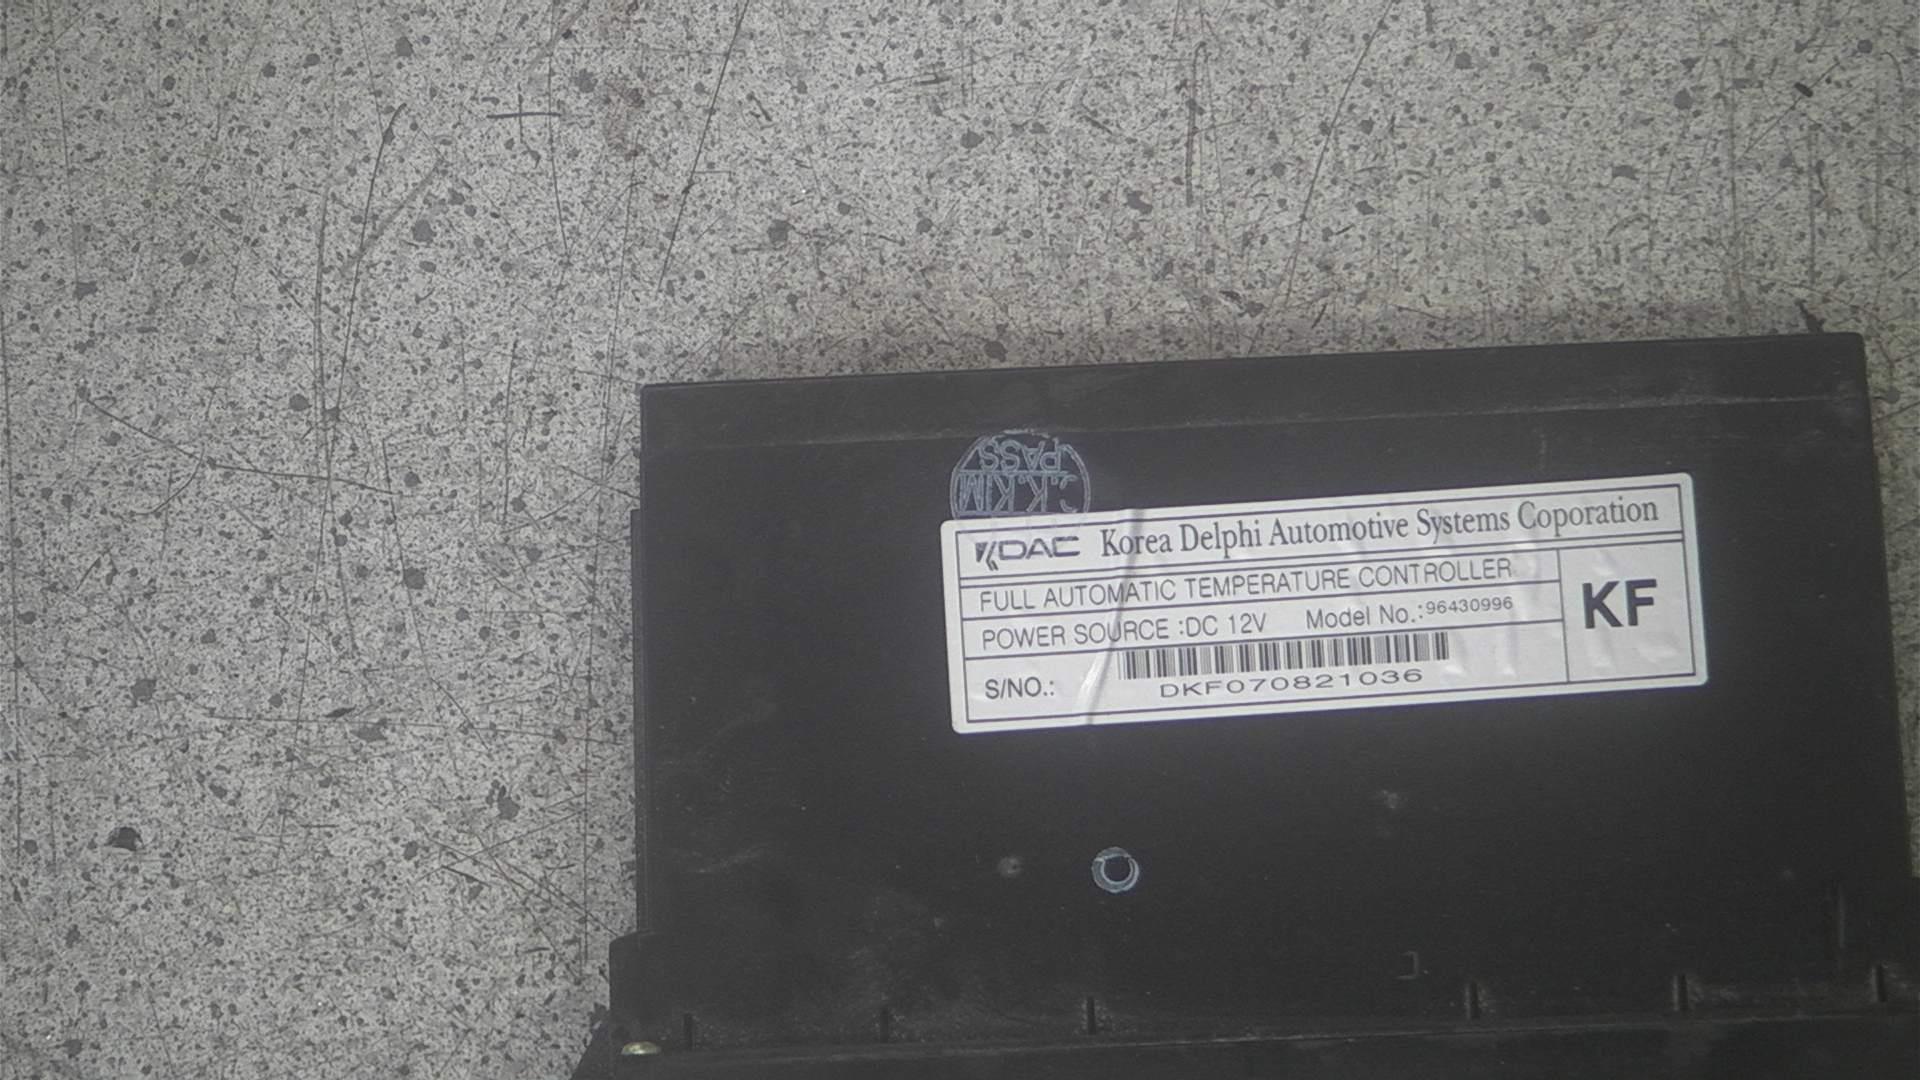 PASS
C.K.KIM
KDAC Korea Delphi Automotive Systems Coporation
FULL AUTOMATIC TEMPERATURE CONTROLLER
POWER SOURCE :DC 12V Model No.:96430996
KF
S/NO.:
DKF070821036